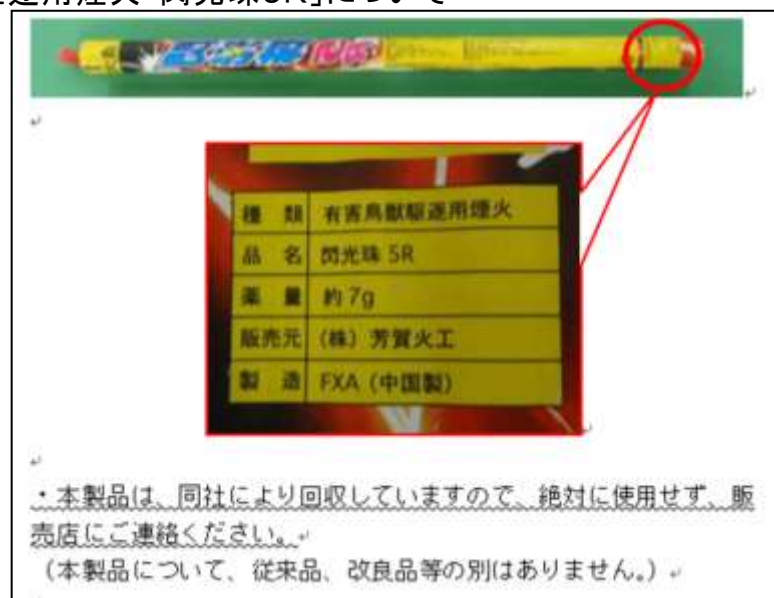 用煙火「閃光珠5R」について
種 類 有害鳥獣駆逐用煙火
品 名 閃光珠 5R
薬 量 約 7g
販売元 (株) 芳賀火工
製 造 FXA (中国製)
・本製品は、同社により回収していますので、絶対に使用せず、販
売店にご連絡ください。
(本製品について、従来品、改良品等の別はありません。)